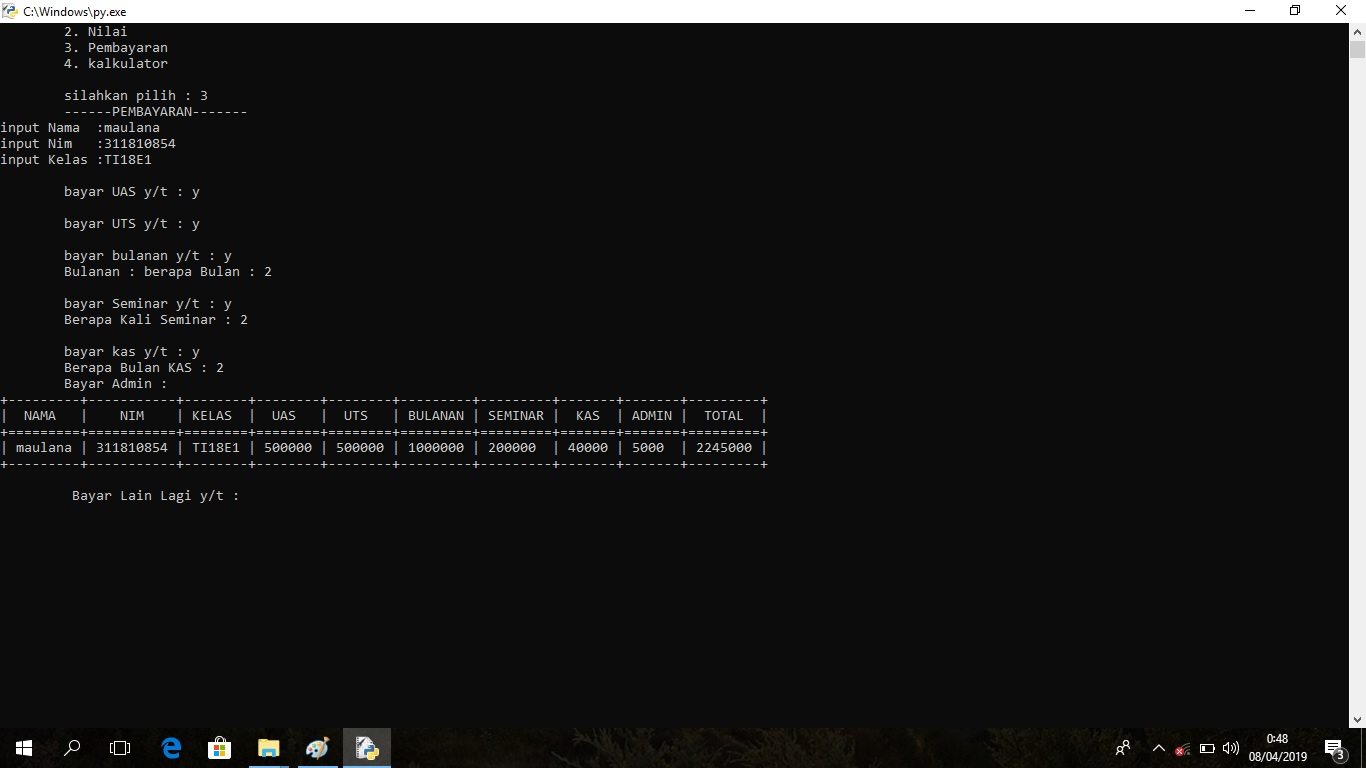 C:\Windows\py.exe
2. Nilai
3. Pembayaran
4. kalkulator
silahkan pilih : 3
------PEMBAYARAN-------
input Nama  :maulana
input Nim   :311810854
input Kelas :TI18E1
bayar UAS y/t : y
bayar UTS y/t : y
bayar bulanan y/t : y
Bulanan : berapa Bulan : 2
bayar Seminar y/t : y
Berapa Kali Seminar : 2
bayar kas y/t : y
Berapa Bulan KAS : 2
Bayar Admin :
+---------+-----------+--------+--------+--------+---------+---------+-------+-------+---------+
|  NAMA   |    NIM    | KELAS  |  UAS   |  UTS   | BULANAN | SEMINAR |  KAS  | ADMIN |  TOTAL  |
+=========+===========+========+========+========+=========+=========+=======+=======+=========+
| maulana | 311810854 | TI18E1 | 500000 | 500000 | 1000000 | 200000  | 40000 | 5000  | 2245000 |
+---------+-----------+--------+--------+--------+---------+---------+-------+-------+---------+
Bayar Lain Lagi y/t :
0:48
08/04/2019
3